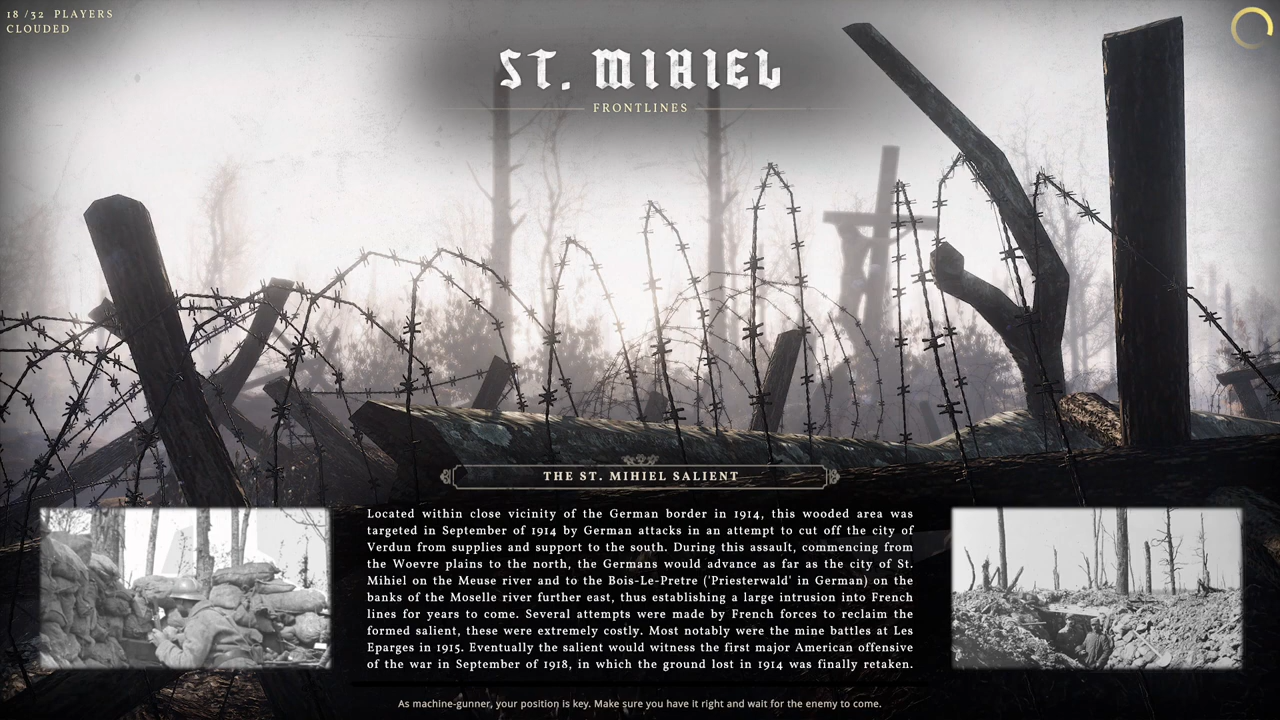 18 /32 PLAYERS
CLOUDED
ST. MIHIEL
FRONTLINES
THE ST. MIHIEL SALIENT
Located within close vicinity of the German border in 1914, this wooded area was
targeted in September of 1914 by German attacks in an attempt to cut off the city of
Verdun from supplies and support to the south. During this assault, commencing from
the Woevre plains to the north, the Germans would advance as far as the city of St.
Mihiel on the Meuse river and to the Bois-Le-Pretre ('Priesterwald' in German) on the
banks of the Moselle river further east, thus establishing a large intrusion into French
lines for years to come. Several attempts were made by French forces to reclaim the
formed salient, these were extremely costly. Most notably were the mine battles at Les
Eparges in 1915. Eventually the salient would witness the first major American offensive
of the war in September of 1918, in which the ground lost in 1914 was finally retaken.
As machine-gunner, your position is key. Make sure you have it right and wait for the enemy to come.